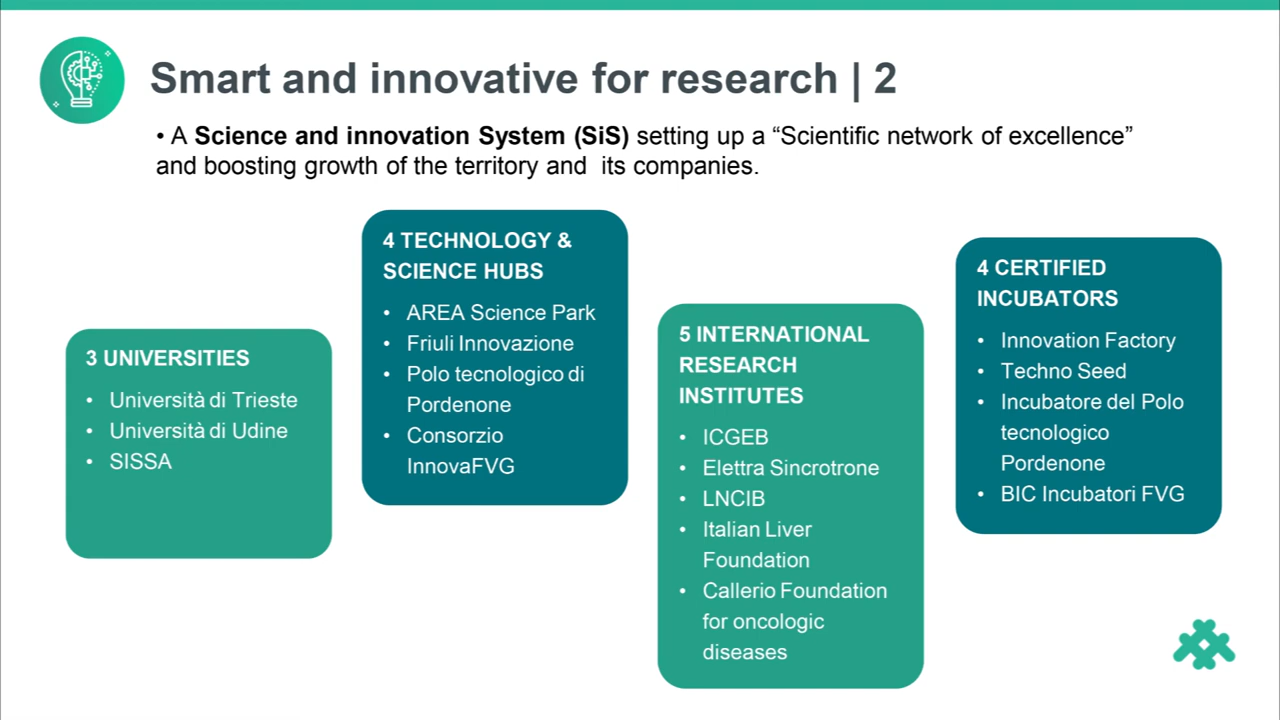 Smart and innovative for research | 2
• A Science and innovation System (SiS) setting up a “Scientific network of excellence”
and boosting growth of the territory and  its companies.
3 UNIVERSITIES
• Università di Trieste
• Università di Udine
• SISSA
4 TECHNOLOGY &
SCIENCE HUBS
• AREA Science Park
• Friuli Innovazione
• Polo tecnologico di
Pordenone
• Consorzio
InnovaFVG
5 INTERNATIONAL
RESEARCH
INSTITUTES
• ICGEB
• Elettra Sincrotrone
• LNCIB
• Italian Liver
Foundation
• Callerio Foundation
for oncologic
diseases
4 CERTIFIED
INCUBATORS
• Innovation Factory
• Techno Seed
• Incubatore del Polo
tecnologico
Pordenone
• BIC Incubatori FVG